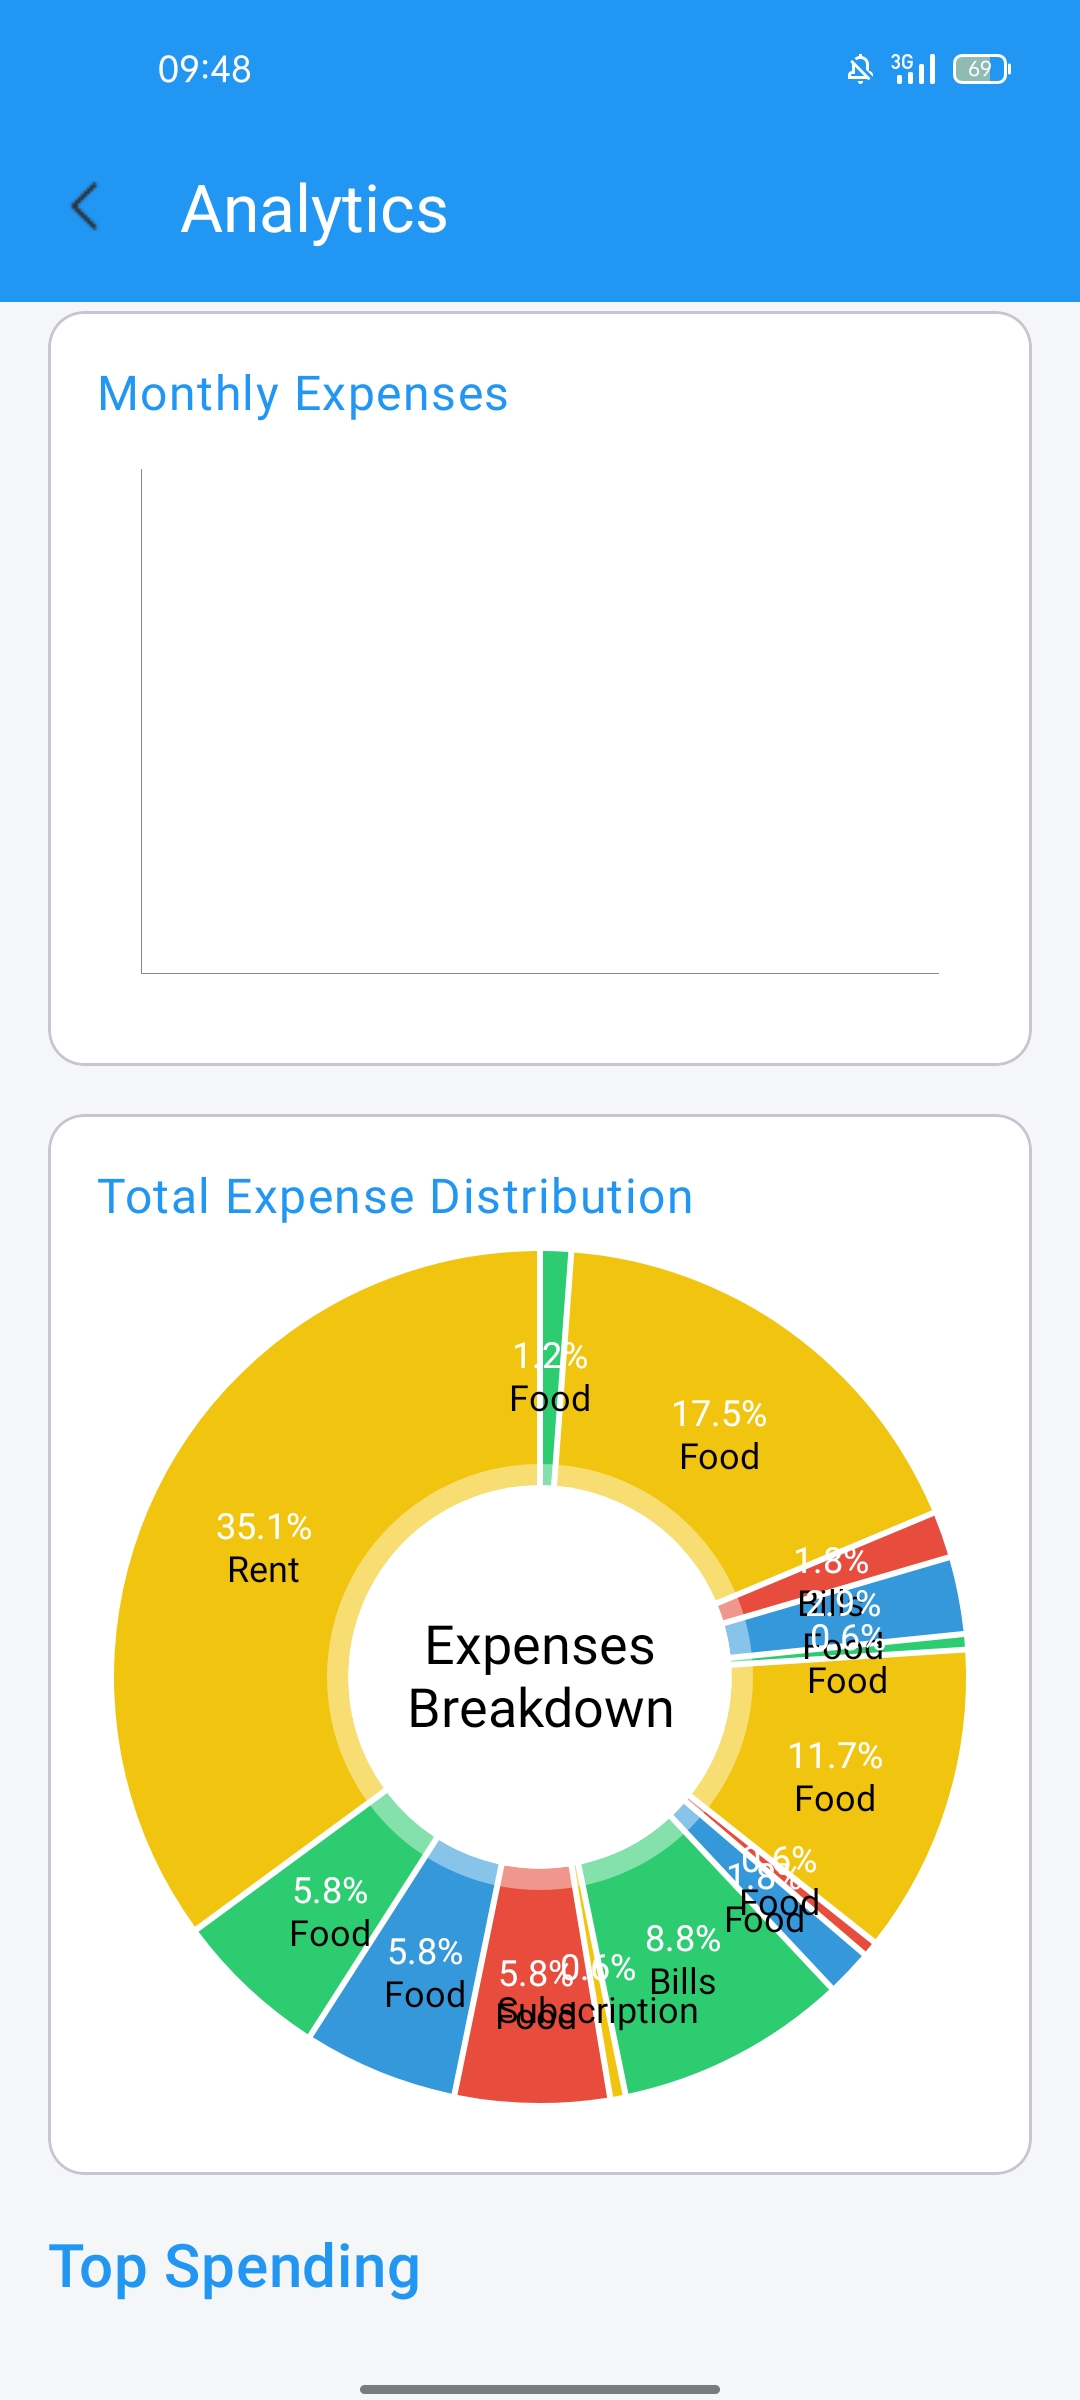 09:48
3G
69
Analytics
Monthly Expenses
Total Expense Distribution
1.2%
Food
17.5%
Food
35.1%
Rent
1.8%
Bills
2.9%
Food
0.6%
Food
Expenses
Breakdown
11.7%
Food
0.6%
Food
1.8%
Food
5.8%
Food
5.8%
Food
5.8%
Food
0.6%
Subscription
8.8%
Bills
Top Spending